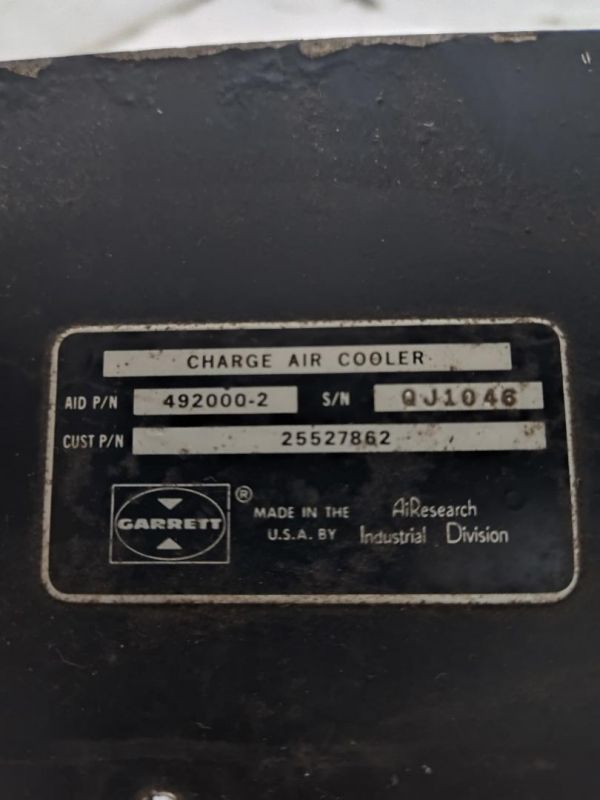 CHARGE AIR COOLER
AID P/N 492000-2 S/N QJ1046
CUST P/N 25527862
GARRETT ® MADE IN THE U.S.A. BY AiResearch Industrial Division